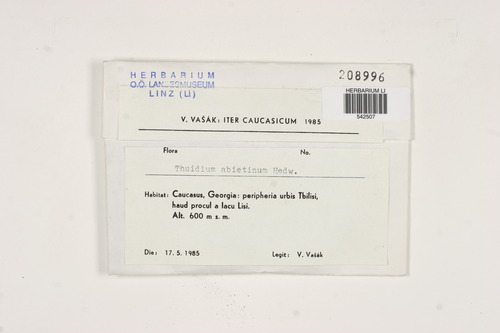 HERBARIUM
O.Ö. LANDESMUSEUM
LINZ (LI)
208996
HERBARIUM LI
542507
V. VAŠÁK: ITER CAUCASICUM 1985
Flora No.
Thuidium abietinum Hedw.
Habitat: Caucasus, Georgia: peripheria urbis Tbilisi,
haud procul a lacu Lisi.
Alt. 600 m s. m.
Die: 17. 5. 1985 Legit: V. Vašák